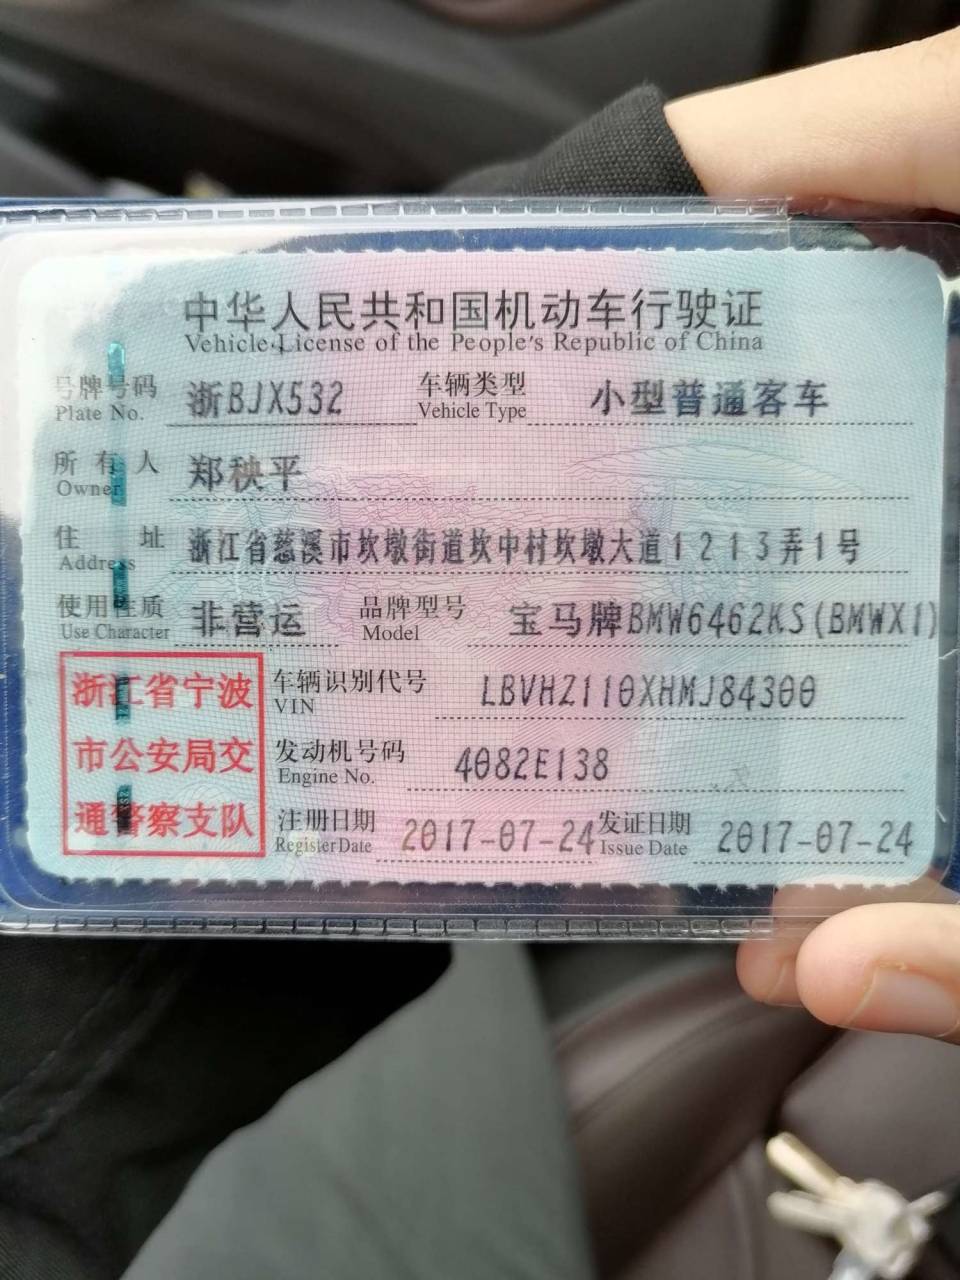 中华人民共和国机动车行驶证
Vehicle License of the People's Republic of China
号牌号码 浙BJX532 车辆类型 小型普通客车
Plate No. Vehicle Type
所有人 郑秧平
Owner
住址 浙江省慈溪市坎墩街道坎中村坎墩大道1213弄1号
Address
使用性质 非营运 品牌型号 宝马牌BMW6462KS(BMWX1)
Use Character Model
浙江省宁波
市公安局交
通警察支队
车辆识别代号 LBVHZ110XHMJ84300
VIN
发动机号码 4082E138
Engine No.
注册日期 2017-07-24 发证日期 2017-07-24
Register Date Issue Date